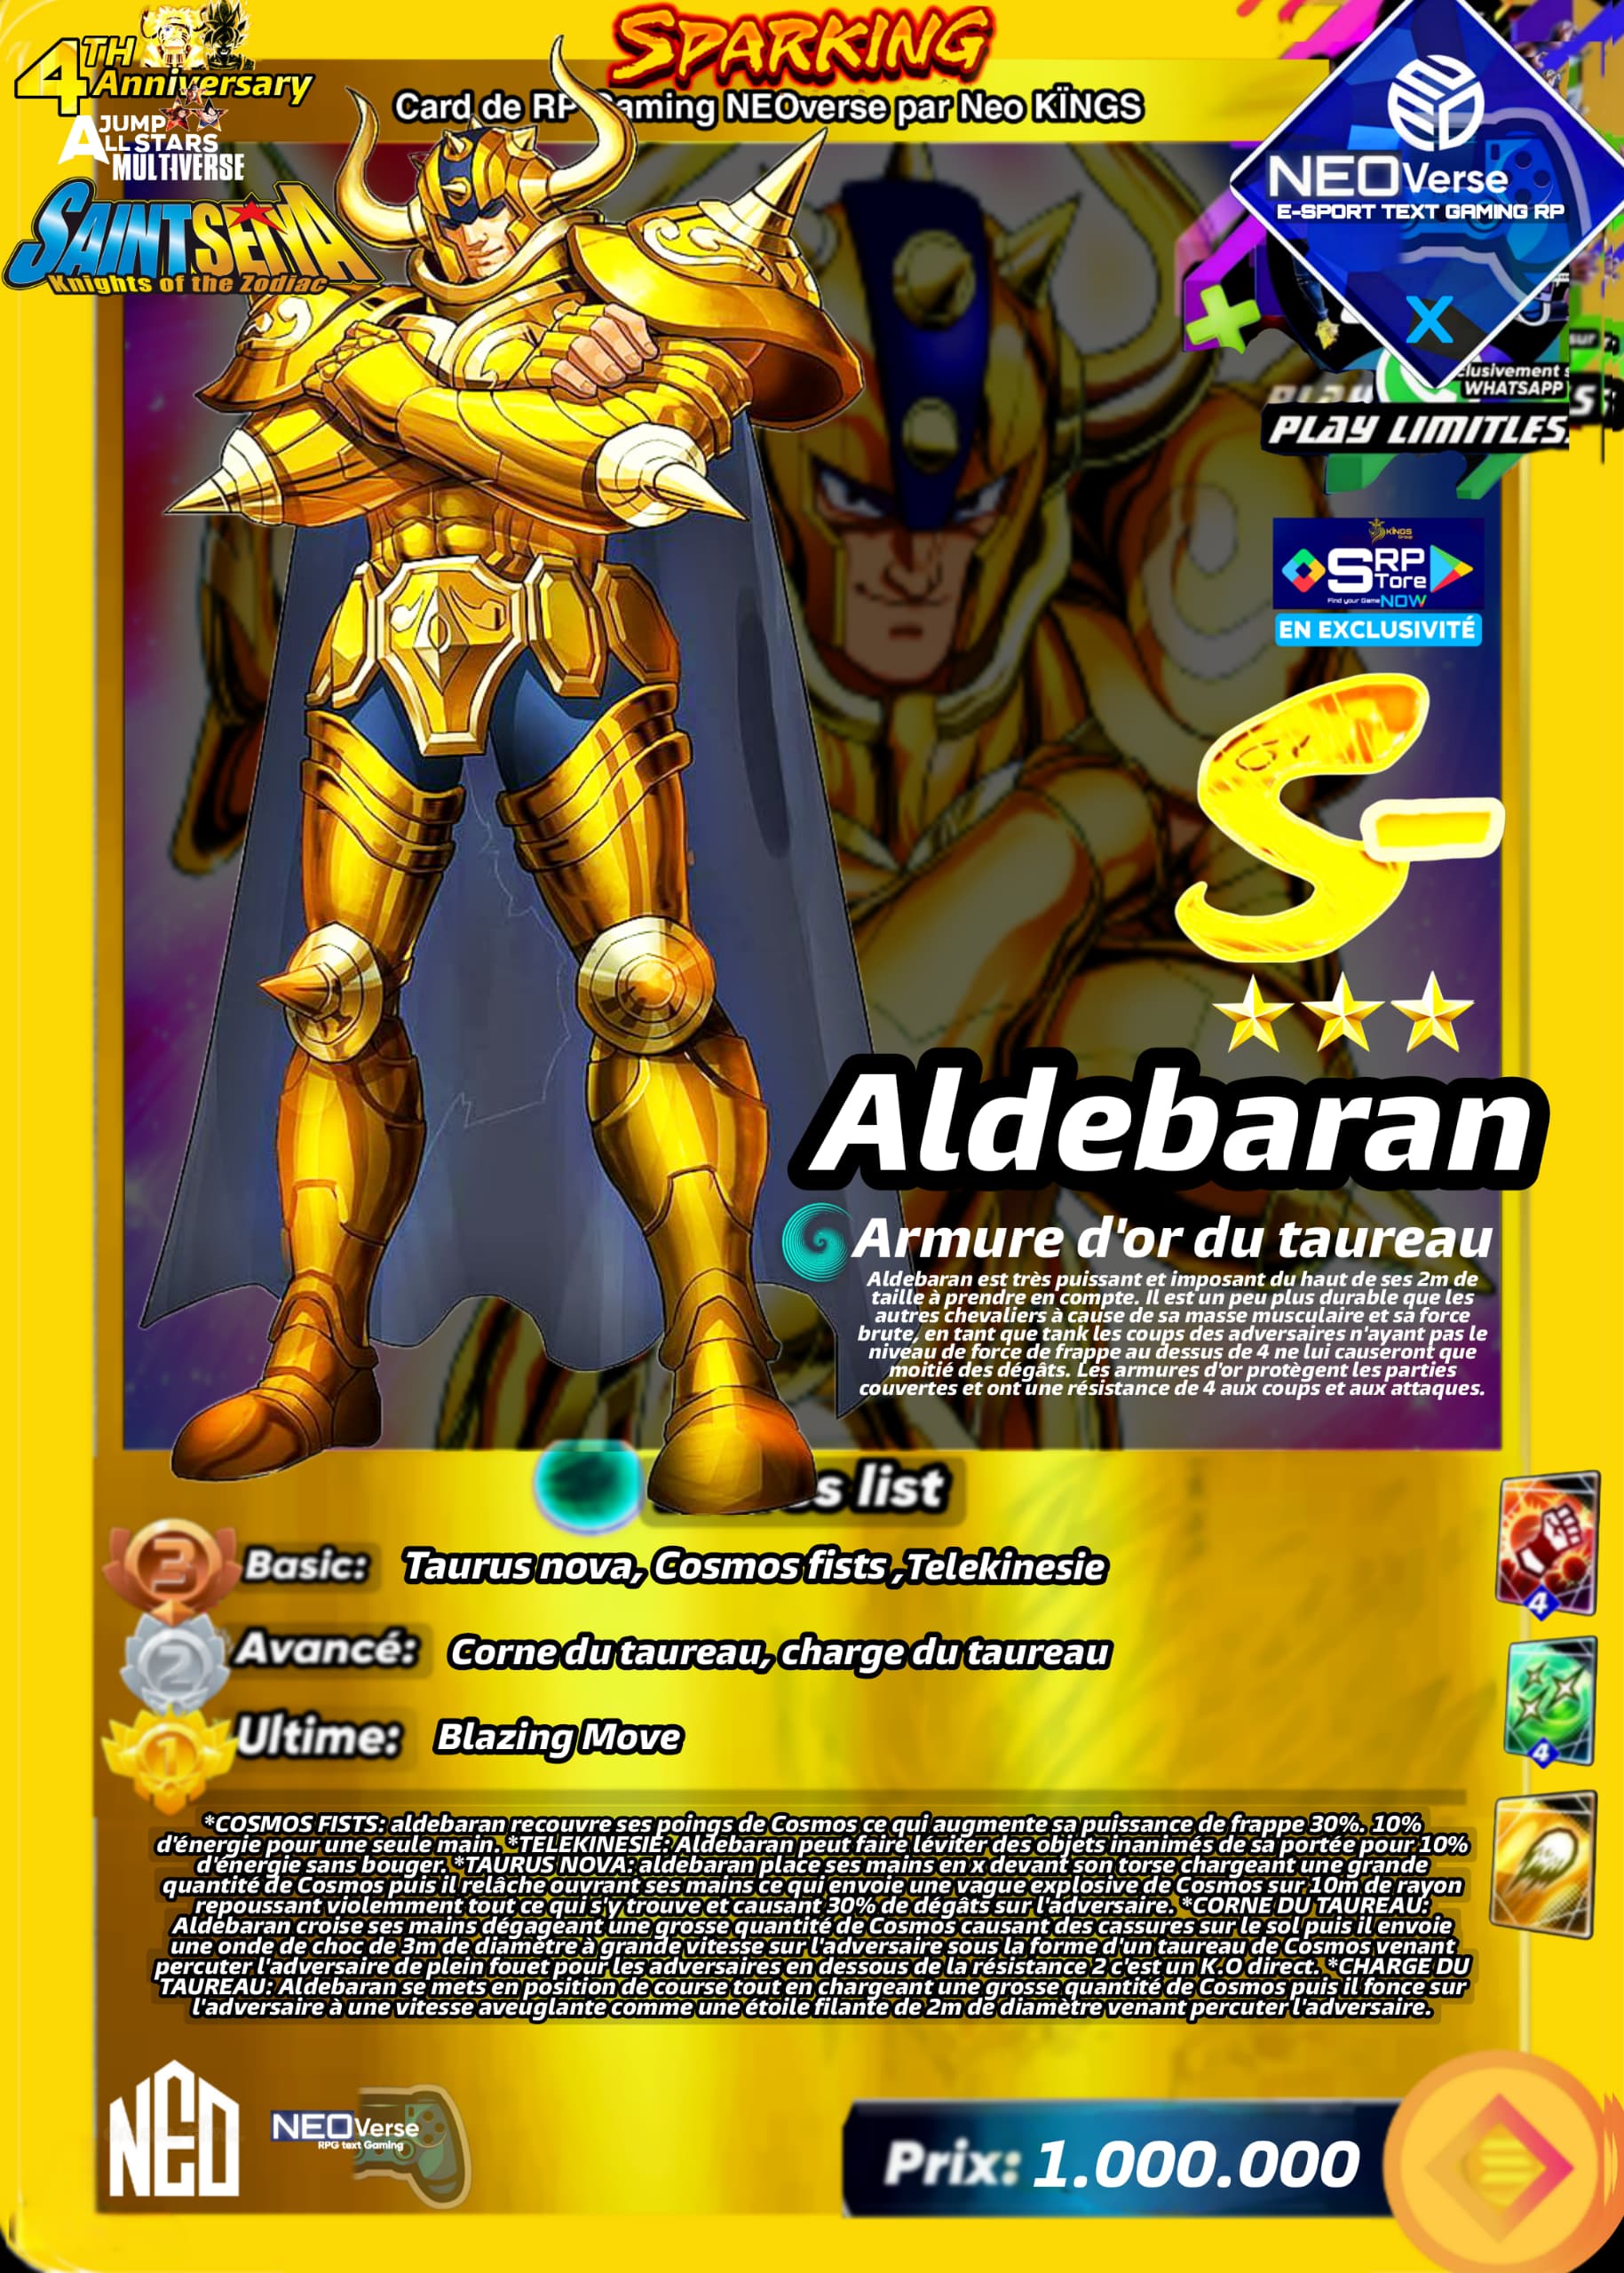 4TH
Anniversary
JUMP
ALL STARS
MULTIVERSE
SAINT SEIYA
Knights of the Zodiac
SPARKING
Card de RP Gaming NEOverse par Neo KÏNGS
NEOVerse
E-SPORT TEXT GAMING RP
X
WHATSAPP
PLAY LIMITLES
KINGS
SRP
Tore
Find your Game NOW
EN EXCLUSIVITÉ
S-
Aldebaran
Armure d'or du taureau
Aldebaran est très puissant et imposant du haut de ses 2m de
taille à prendre en compte. Il est un peu plus durable que les
autres chevaliers à cause de sa masse musculaire et sa force
brute, en tant que tank les coups des adversaires n'ayant pas le
niveau de force de frappe au dessus de 4 ne lui causeront que
moitié des dégâts. Les armures d'or protègent les parties
couvertes et ont une résistance de 4 aux coups et aux attaques.
s list
3 Basic: Taurus nova, Cosmos fists ,Telekinesie
2 Avancé: Corne du taureau, charge du taureau
1 Ultime: Blazing Move
4
4
*COSMOS FISTS: aldebaran recouvre ses poings de Cosmos ce qui augmente sa puissance de frappe 30%. 10%
d'énergie pour une seule main. *TELEKINESIE: Aldebaran peut faire léviter des objets inanimés de sa portée pour 10%
d'énergie sans bouger. *TAURUS NOVA: aldebaran place ses mains en x devant son torse chargeant une grande
quantité de Cosmos puis il relâche ouvrant ses mains ce qui envoie une vague explosive de Cosmos sur 10m de rayon
repoussant violemment tout ce qui s'y trouve et causant 30% de dégâts sur l'adversaire. *CORNE DU TAUREAU:
Aldebaran croise ses mains dégageant une grosse quantité de Cosmos causant des cassures sur le sol puis il envoie
une onde de choc de 3m de diamètre à grande vitesse sur l'adversaire sous la forme d'un taureau de Cosmos venant
percuter l'adversaire de plein fouet pour les adversaires en dessous de la résistance 2 c'est un K.O direct. *CHARGE DU
TAUREAU: Aldebaran se mets en position de course tout en chargeant une grosse quantité de Cosmos puis il fonce sur
l'adversaire à une vitesse aveuglante comme une étoile filante de 2m de diamètre venant percuter l'adversaire.
NEO
NEOVerse
RPG text Gaming
Prix: 1.000.000